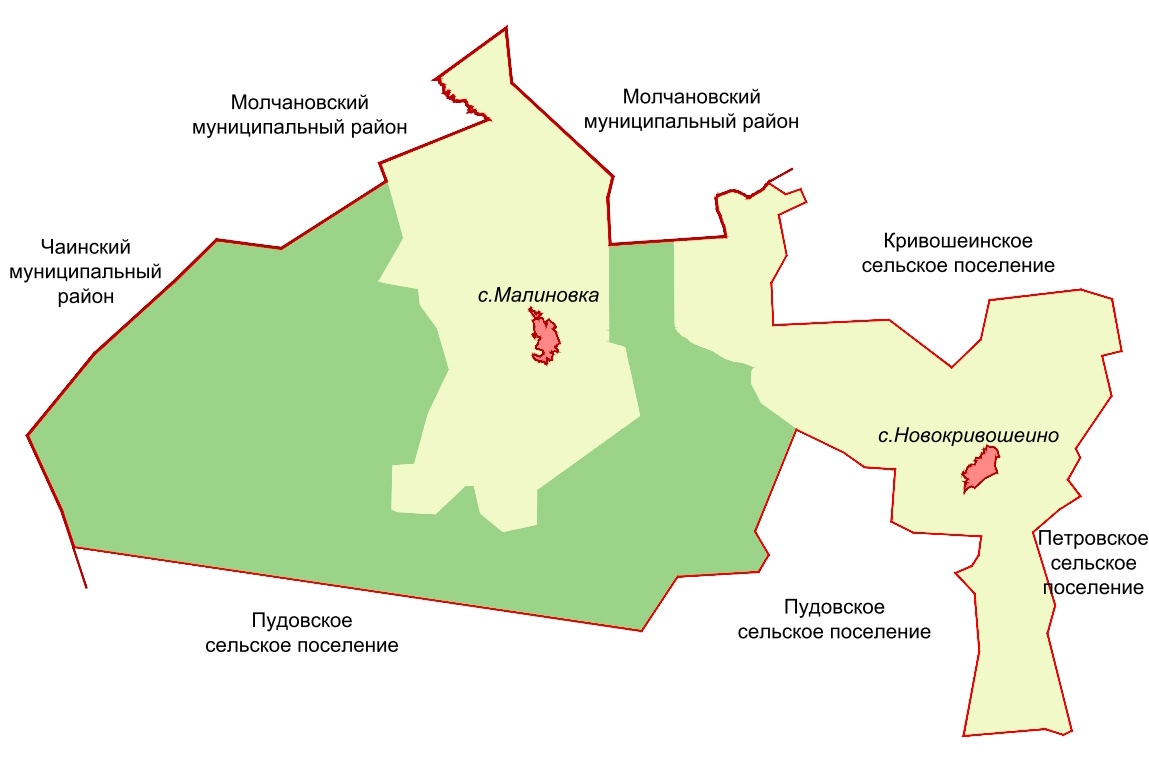 Молчановский
муниципальный район
Молчановский
муниципальный район
Чаинский
муниципальный
район
Кривошеинское
сельское поселение
с.Малиновка
с.Новокривошеино
Петровское
сельское
поселение
Пудовское
сельское поселение
Пудовское
сельское поселение